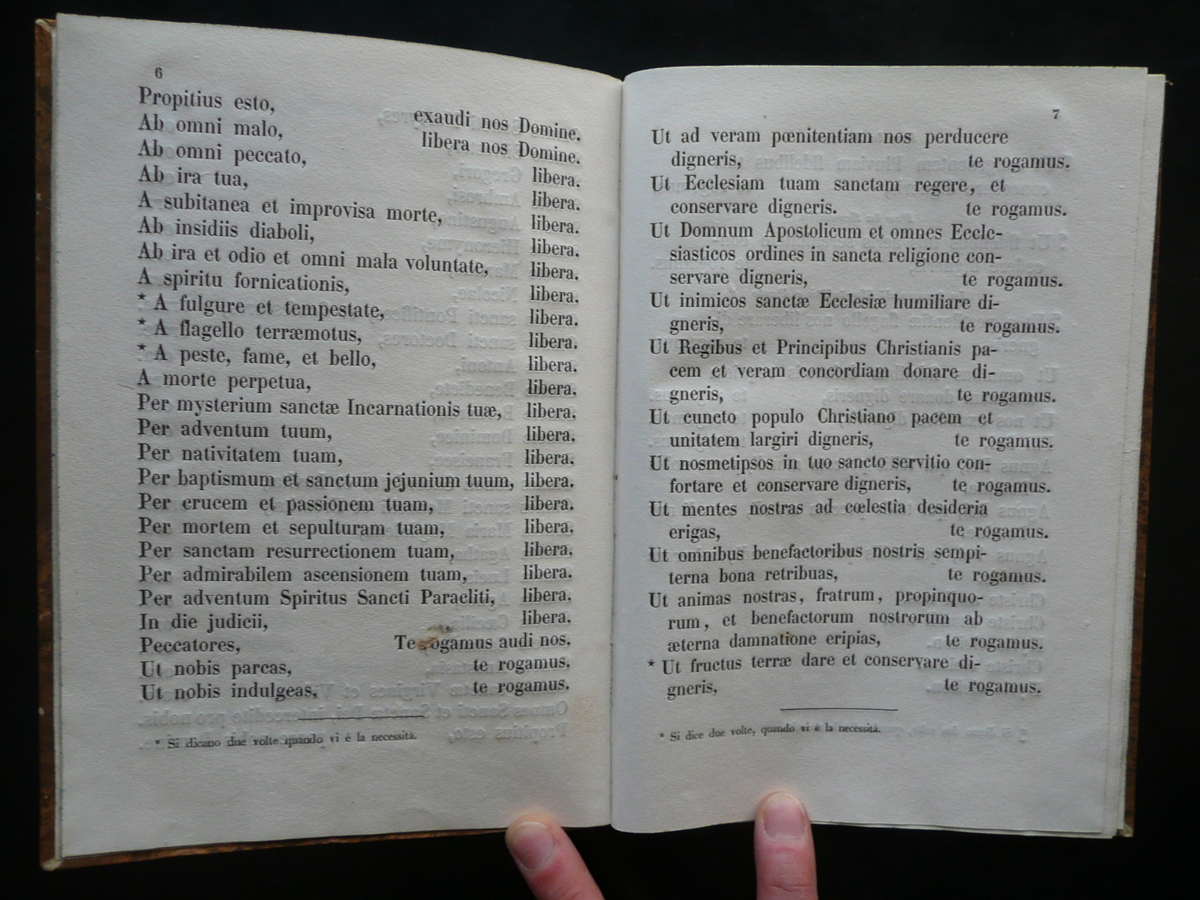 6
Propitius esto, exaudi nos Domine.
Ab omni malo, libera nos Domine.
Ab omni peccato, libera.
Ab ira tua, libera.
A subitanea et improvisa morte, libera.
Ab insidiis diaboli, libera.
Ab ira et odio et omni mala voluntate, libera.
A spiritu fornicationis, libera.
* A fulgure et tempestate, libera.
* A flagello terræmotus, libera.
* A peste, fame, et bello, libera.
A morte perpetua, libera.
Per mysterium sanctæ Incarnationis tuæ, libera.
Per adventum tuum, libera.
Per nativitatem tuam, libera.
Per baptismum et sanctum jejunium tuum, libera.
Per crucem et passionem tuam, libera.
Per mortem et sepulturam tuam, libera.
Per sanctam resurrectionem tuam, libera.
Per admirabilem ascensionem tuam, libera.
Per adventum Spiritus Sancti Paracliti, libera.
In die judicii, libera.
Peccatores, Te rogamus audi nos.
Ut nobis parcas, te rogamus.
Ut nobis indulgeas, te rogamus.
* Si dicano due volte quando vi è la necessità.
7
Ut ad veram pœnitentiam nos perducere
digneris, te rogamus.
Ut Ecclesiam tuam sanctam regere, et
conservare digneris. te rogamus.
Ut Domnum Apostolicum et omnes Eccle-
siasticos ordines in sancta religione con-
servare digneris, te rogamus.
Ut inimicos sanctæ Ecclesiæ humiliare di-
gneris, te rogamus.
Ut Regibus et Principibus Christianis pa-
cem et veram concordiam donare di-
gneris, te rogamus.
Ut cuncto populo Christiano pacem et
unitatem largiri digneris, te rogamus.
Ut nosmetipsos in tuo sancto servitio con-
fortare et conservare digneris, te rogamus.
Ut mentes nostras ad cœlestia desideria
erigas, te rogamus.
Ut omnibus benefactoribus nostris sempi-
terna bona retribuas, te rogamus.
Ut animas nostras, fratrum, propinquo-
rum, et benefactorum nostrorum ab
æterna damnatione eripias, te rogamus.
* Ut fructus terræ dare et conservare di-
gneris, te rogamus.
* Si dice due volte, quando vi è la necessità.